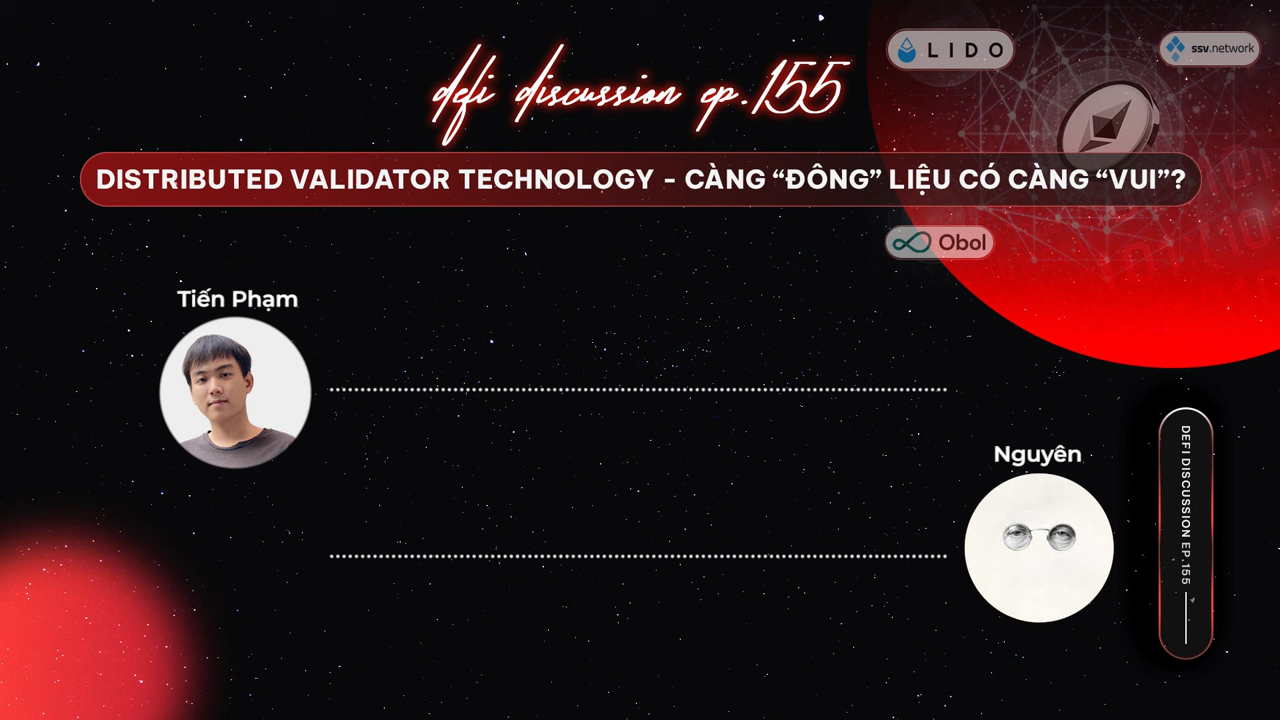 defi discussion ep.155
LIDO
ssv.network
DISTRIBUTED VALIDATOR TECHNOLOGY - CÀNG “ĐÔNG” LIỆU CÓ CÀNG “VUI”?
Obol
Tiến Phạm
Nguyên
DEFI DISCUSSION EP.155